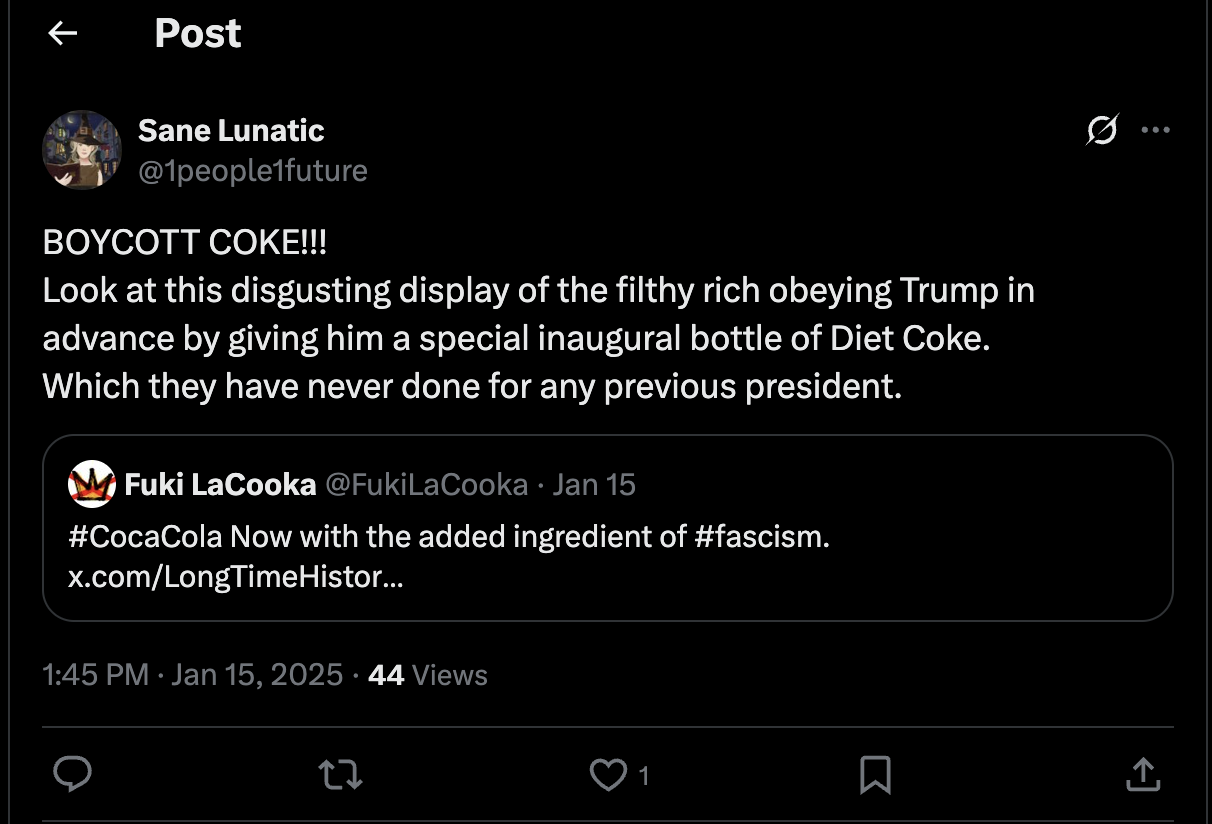 Post
Sane Lunatic
@1people1future
BOYCOTT COKE!!!
Look at this disgusting display of the filthy rich obeying Trump in
advance by giving him a special inaugural bottle of Diet Coke.
Which they have never done for any previous president.
Fuki LaCooka @FukiLaCooka · Jan 15
#CocaCola Now with the added ingredient of #fascism.
x.com/LongTimeHistor…
1:45 PM · Jan 15, 2025 · 44 Views
1